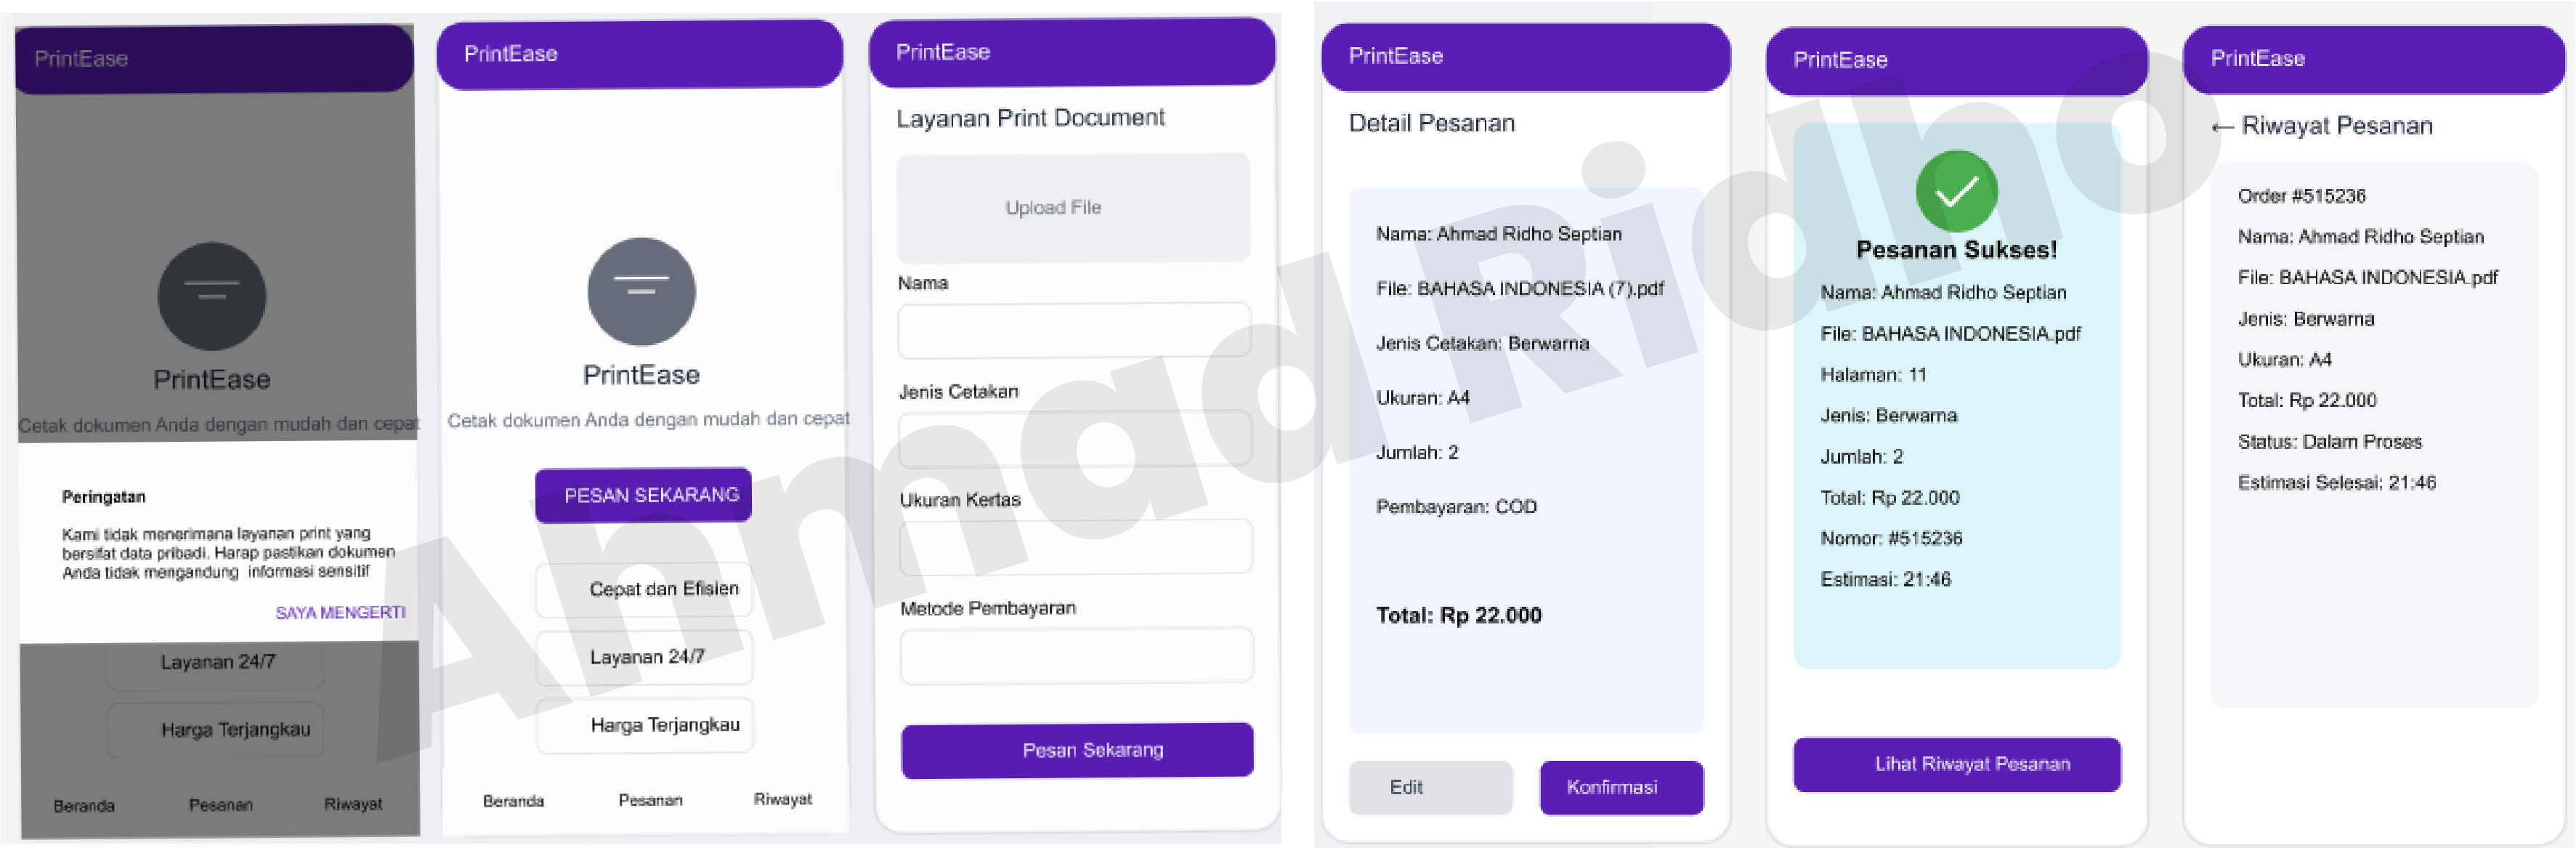 PrintEase
PrintEase
Cetak dokumen Anda dengan mudah dan cepat
Peringatan
Kami tidak menerimana layanan print yang
bersifat data pribadi. Harap pastikan dokumen
Anda tidak mengandung informasi sensitif
SAYA MENGERTI
Layanan 24/7
Harga Terjangkau
Beranda Pesanan Riwayat
PrintEase
PrintEase
Cetak dokumen Anda dengan mudah dan cepat
PESAN SEKARANG
Cepat dan Efisien
Layanan 24/7
Harga Terjangkau
Beranda Pesanan Riwayat
PrintEase
Layanan Print Document
Upload File
Nama
Jenis Cetakan
Ukuran Kertas
Metode Pembayaran
Pesan Sekarang
PrintEase
Detail Pesanan
Nama: Ahmad Ridho Septian
File: BAHASA INDONESIA (7).pdf
Jenis Cetakan: Berwarna
Ukuran: A4
Jumlah: 2
Pembayaran: COD
Total: Rp 22.000
Edit Konfirmasi
PrintEase
Pesanan Sukses!
Nama: Ahmad Ridho Septian
File: BAHASA INDONESIA.pdf
Halaman: 11
Jenis: Berwarna
Jumlah: 2
Total: Rp 22.000
Nomor: #515236
Estimasi: 21:46
Lihat Riwayat Pesanan
PrintEase
← Riwayat Pesanan
Order #515236
Nama: Ahmad Ridho Septian
File: BAHASA INDONESIA.pdf
Jenis: Berwarna
Ukuran: A4
Total: Rp 22.000
Status: Dalam Proses
Estimasi Selesai: 21:46
Ahmad Ridho